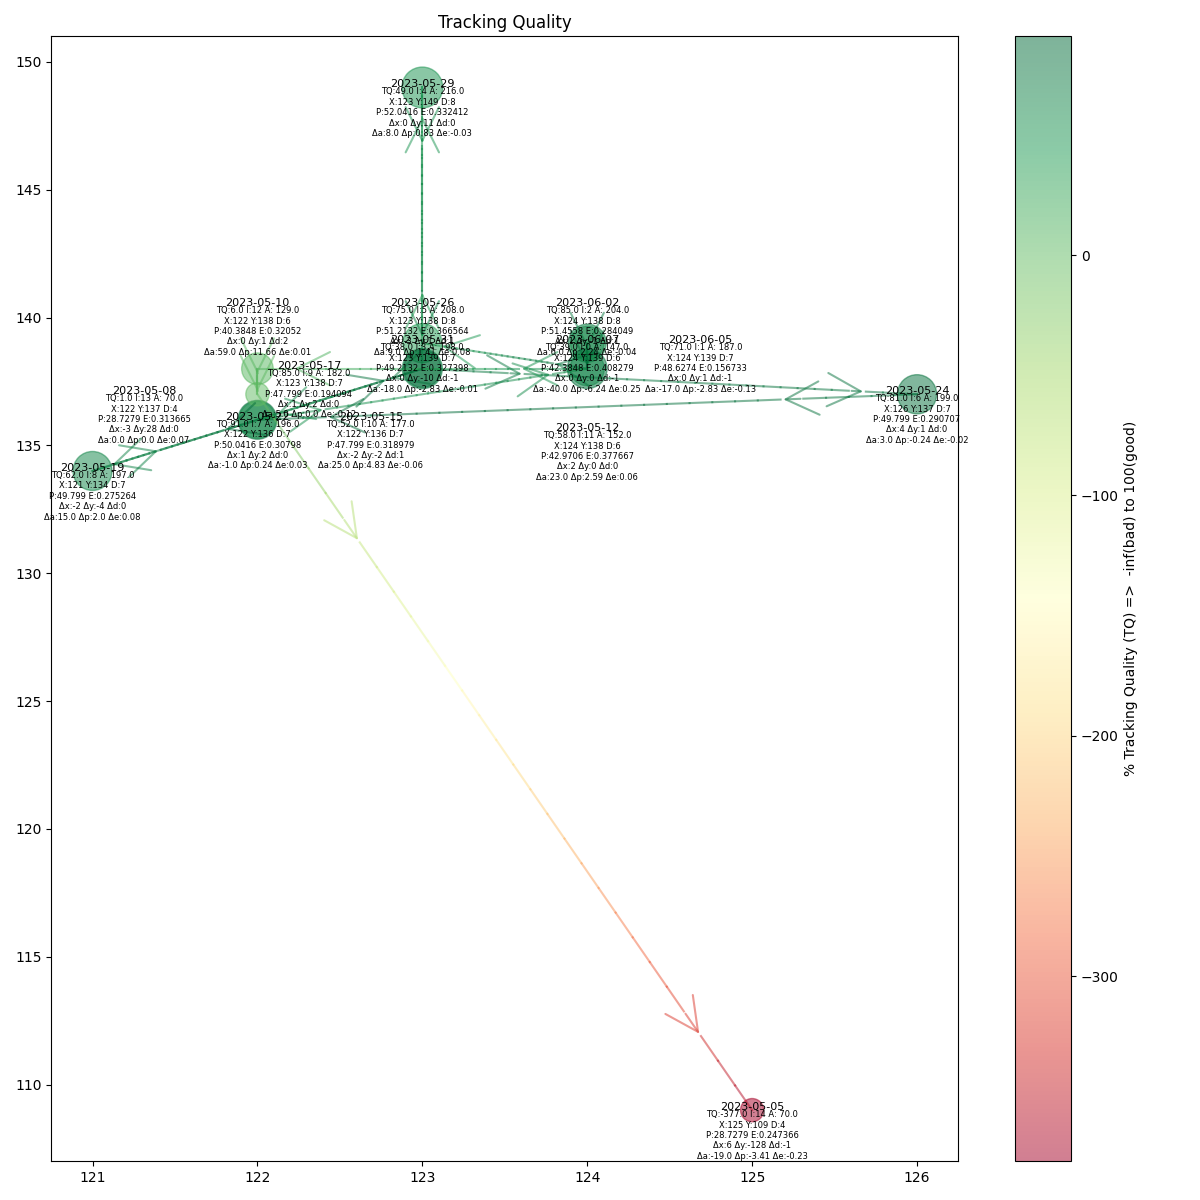 Tracking Quality
150
145
140
135
130
125
120
115
110
121
122
123
124
125
126
2023-05-29
TQ:49.0 I:4 A: 216.0
X:123 Y:149 D:8
P:52.0416 E:0.332412
Δx:0 Δy:11 Δd:0
Δa:8.0 Δp:0.83 Δe:-0.03
2023-05-10
TQ:6.0 I:12 A: 129.0
X:122 Y:138 D:6
P:40.3848 E:0.32052
Δx:0 Δy:1 Δd:2
Δa:59.0 Δp:11.66 Δe:0.01
2023-05-26
TQ:75.0 I:5 A: 208.0
X:123 Y:138 D:8
P:51.2132 E:0.366564
2023-05-31
X:123 Y:139 D:7
P:49.2132 E:0.327398
Δx:0 Δy:-10 Δd:-1
Δa:-18.0 Δp:-2.83 Δe:-0.01
2023-06-02
TQ:85.0 I:2 A: 204.0
X:124 Y:138 D:8
P:51.4558 E:0.284049
X:124 Y:139 D:6
P:42.3848 E:0.408279
Δx:0 Δy:0 Δd:-1
Δa:-40.0 Δp:-6.24 Δe:0.25
2023-06-05
TQ:71.0 I:1 A: 187.0
X:124 Y:139 D:7
P:48.6274 E:0.156733
Δx:0 Δy:1 Δd:-1
Δa:-17.0 Δp:-2.83 Δe:-0.13
2023-05-17
TQ:85.0 I:9 A: 182.0
X:123 Y:138 D:7
P:47.799 E:0.194094
Δx:1 Δy:2 Δd:0
2023-05-08
TQ:1.0 I:13 A: 70.0
X:122 Y:137 D:4
P:28.7279 E:0.313665
Δx:-3 Δy:28 Δd:0
Δa:0.0 Δp:0.0 Δe:0.07
2023-05-24
TQ:81.0 I:6 A: 199.0
X:126 Y:137 D:7
P:49.799 E:0.290707
Δx:4 Δy:1 Δd:0
Δa:3.0 Δp:-0.24 Δe:-0.02
2023-05-22
TQ:91.0 I:7 A: 196.0
X:122 Y:136 D:7
P:50.0416 E:0.30798
Δx:1 Δy:2 Δd:0
Δa:-1.0 Δp:0.24 Δe:0.03
2023-05-15
TQ:52.0 I:10 A: 177.0
X:122 Y:136 D:7
P:47.799 E:0.318979
Δx:-2 Δy:-2 Δd:1
Δa:25.0 Δp:4.83 Δe:-0.06
2023-05-12
TQ:58.0 I:11 A: 152.0
X:124 Y:138 D:6
P:42.9706 E:0.377667
Δx:2 Δy:0 Δd:0
Δa:23.0 Δp:2.59 Δe:0.06
2023-05-19
TQ:62.0 I:8 A: 197.0
X:121 Y:134 D:7
P:49.799 E:0.275264
Δx:-2 Δy:-4 Δd:0
Δa:15.0 Δp:2.0 Δe:0.08
2023-05-05
TQ:-377.0 I:14 A: 70.0
X:125 Y:109 D:4
P:28.7279 E:0.247366
Δx:6 Δy:-128 Δd:-1
Δa:-19.0 Δp:-3.41 Δe:-0.23
0
−100
−200
−300
% Tracking Quality (TQ) =>  -inf(bad) to 100(good)